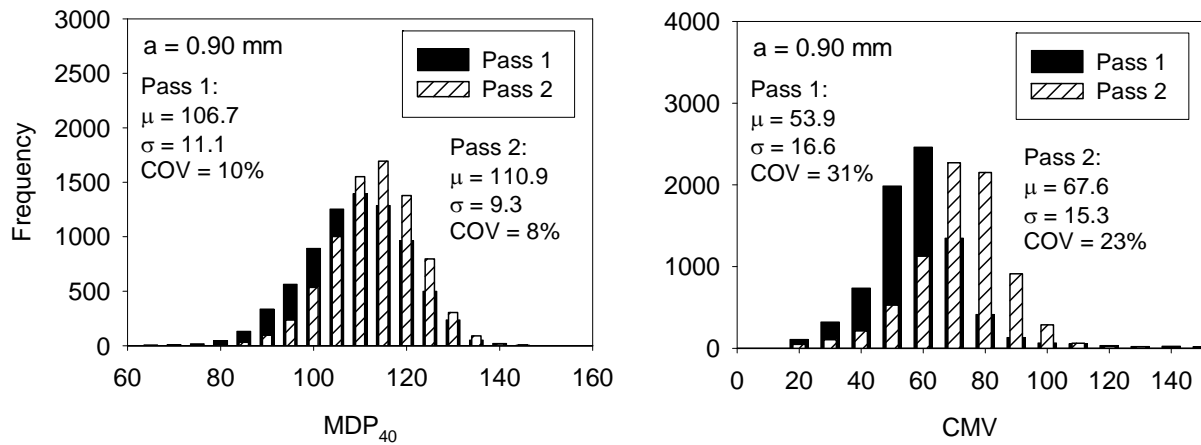 3000
2500
2000
1500
1000
500
0
Frequency
a = 0.90 mm
Pass 1:
μ = 106.7
σ = 11.1
COV = 10%
Pass 1
Pass 2
Pass 2:
μ = 110.9
σ = 9.3
COV = 8%
60 80 100 120 140 160
MDP40
4000
3000
2000
1000
0
a = 0.90 mm
Pass 1:
μ = 53.9
σ = 16.6
COV = 31%
Pass 1
Pass 2
Pass 2:
μ = 67.6
σ = 15.3
COV = 23%
0 20 40 60 80 100 120 140
CMV